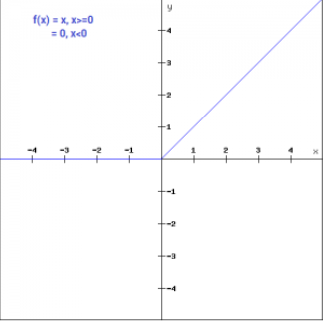 y
f(x) = x, x>=0
= 0, x<0
4
3
2
1
-4 -3 -2 -1 1 2 3 4 x
-1
-2
-3
-4